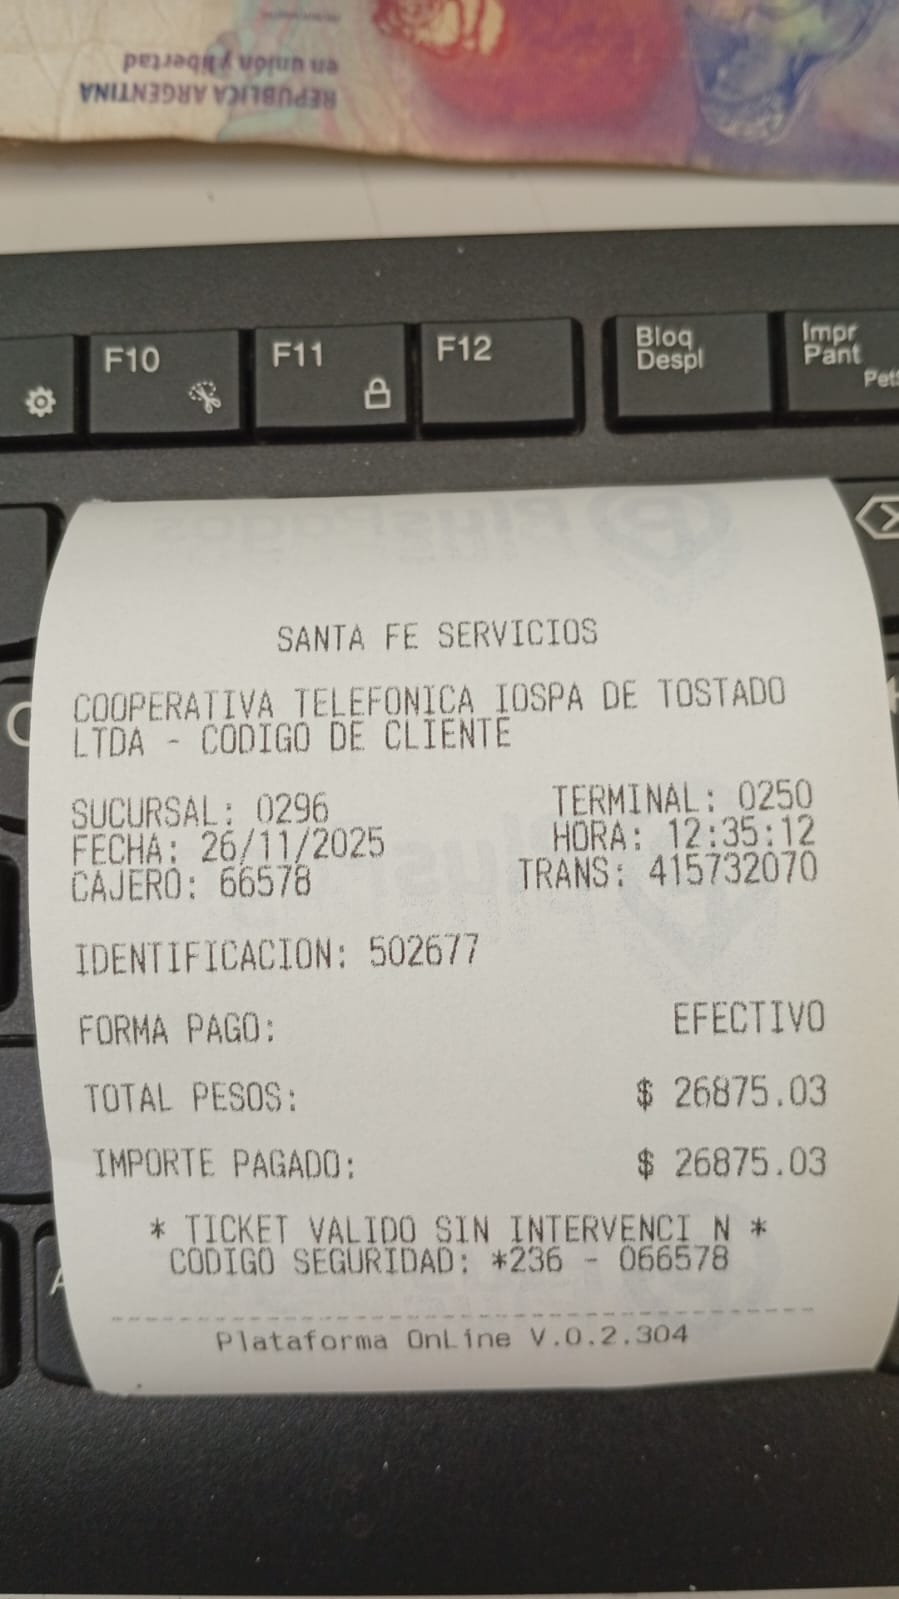 REPUBLICA ARGENTINA
en unión y libertad
F10
F11
F12
Bloq
Despl
Impr
Pant
PlusPagos
SANTA FE SERVICIOS
COOPERATIVA TELEFONICA IOSPA DE TOSTADO
LTDA - CODIGO DE CLIENTE
SUCURSAL: 0296 TERMINAL: 0250
FECHA: 26/11/2025 HORA: 12:35:12
CAJERO: 66578 TRANS: 415732070
IDENTIFICACION: 502677
FORMA PAGO: EFECTIVO
TOTAL PESOS: $ 26875.03
IMPORTE PAGADO: $ 26875.03
* TICKET VALIDO SIN INTERVENCI N *
CODIGO SEGURIDAD: *236 - 066578
Plataforma OnLine V.0.2.304